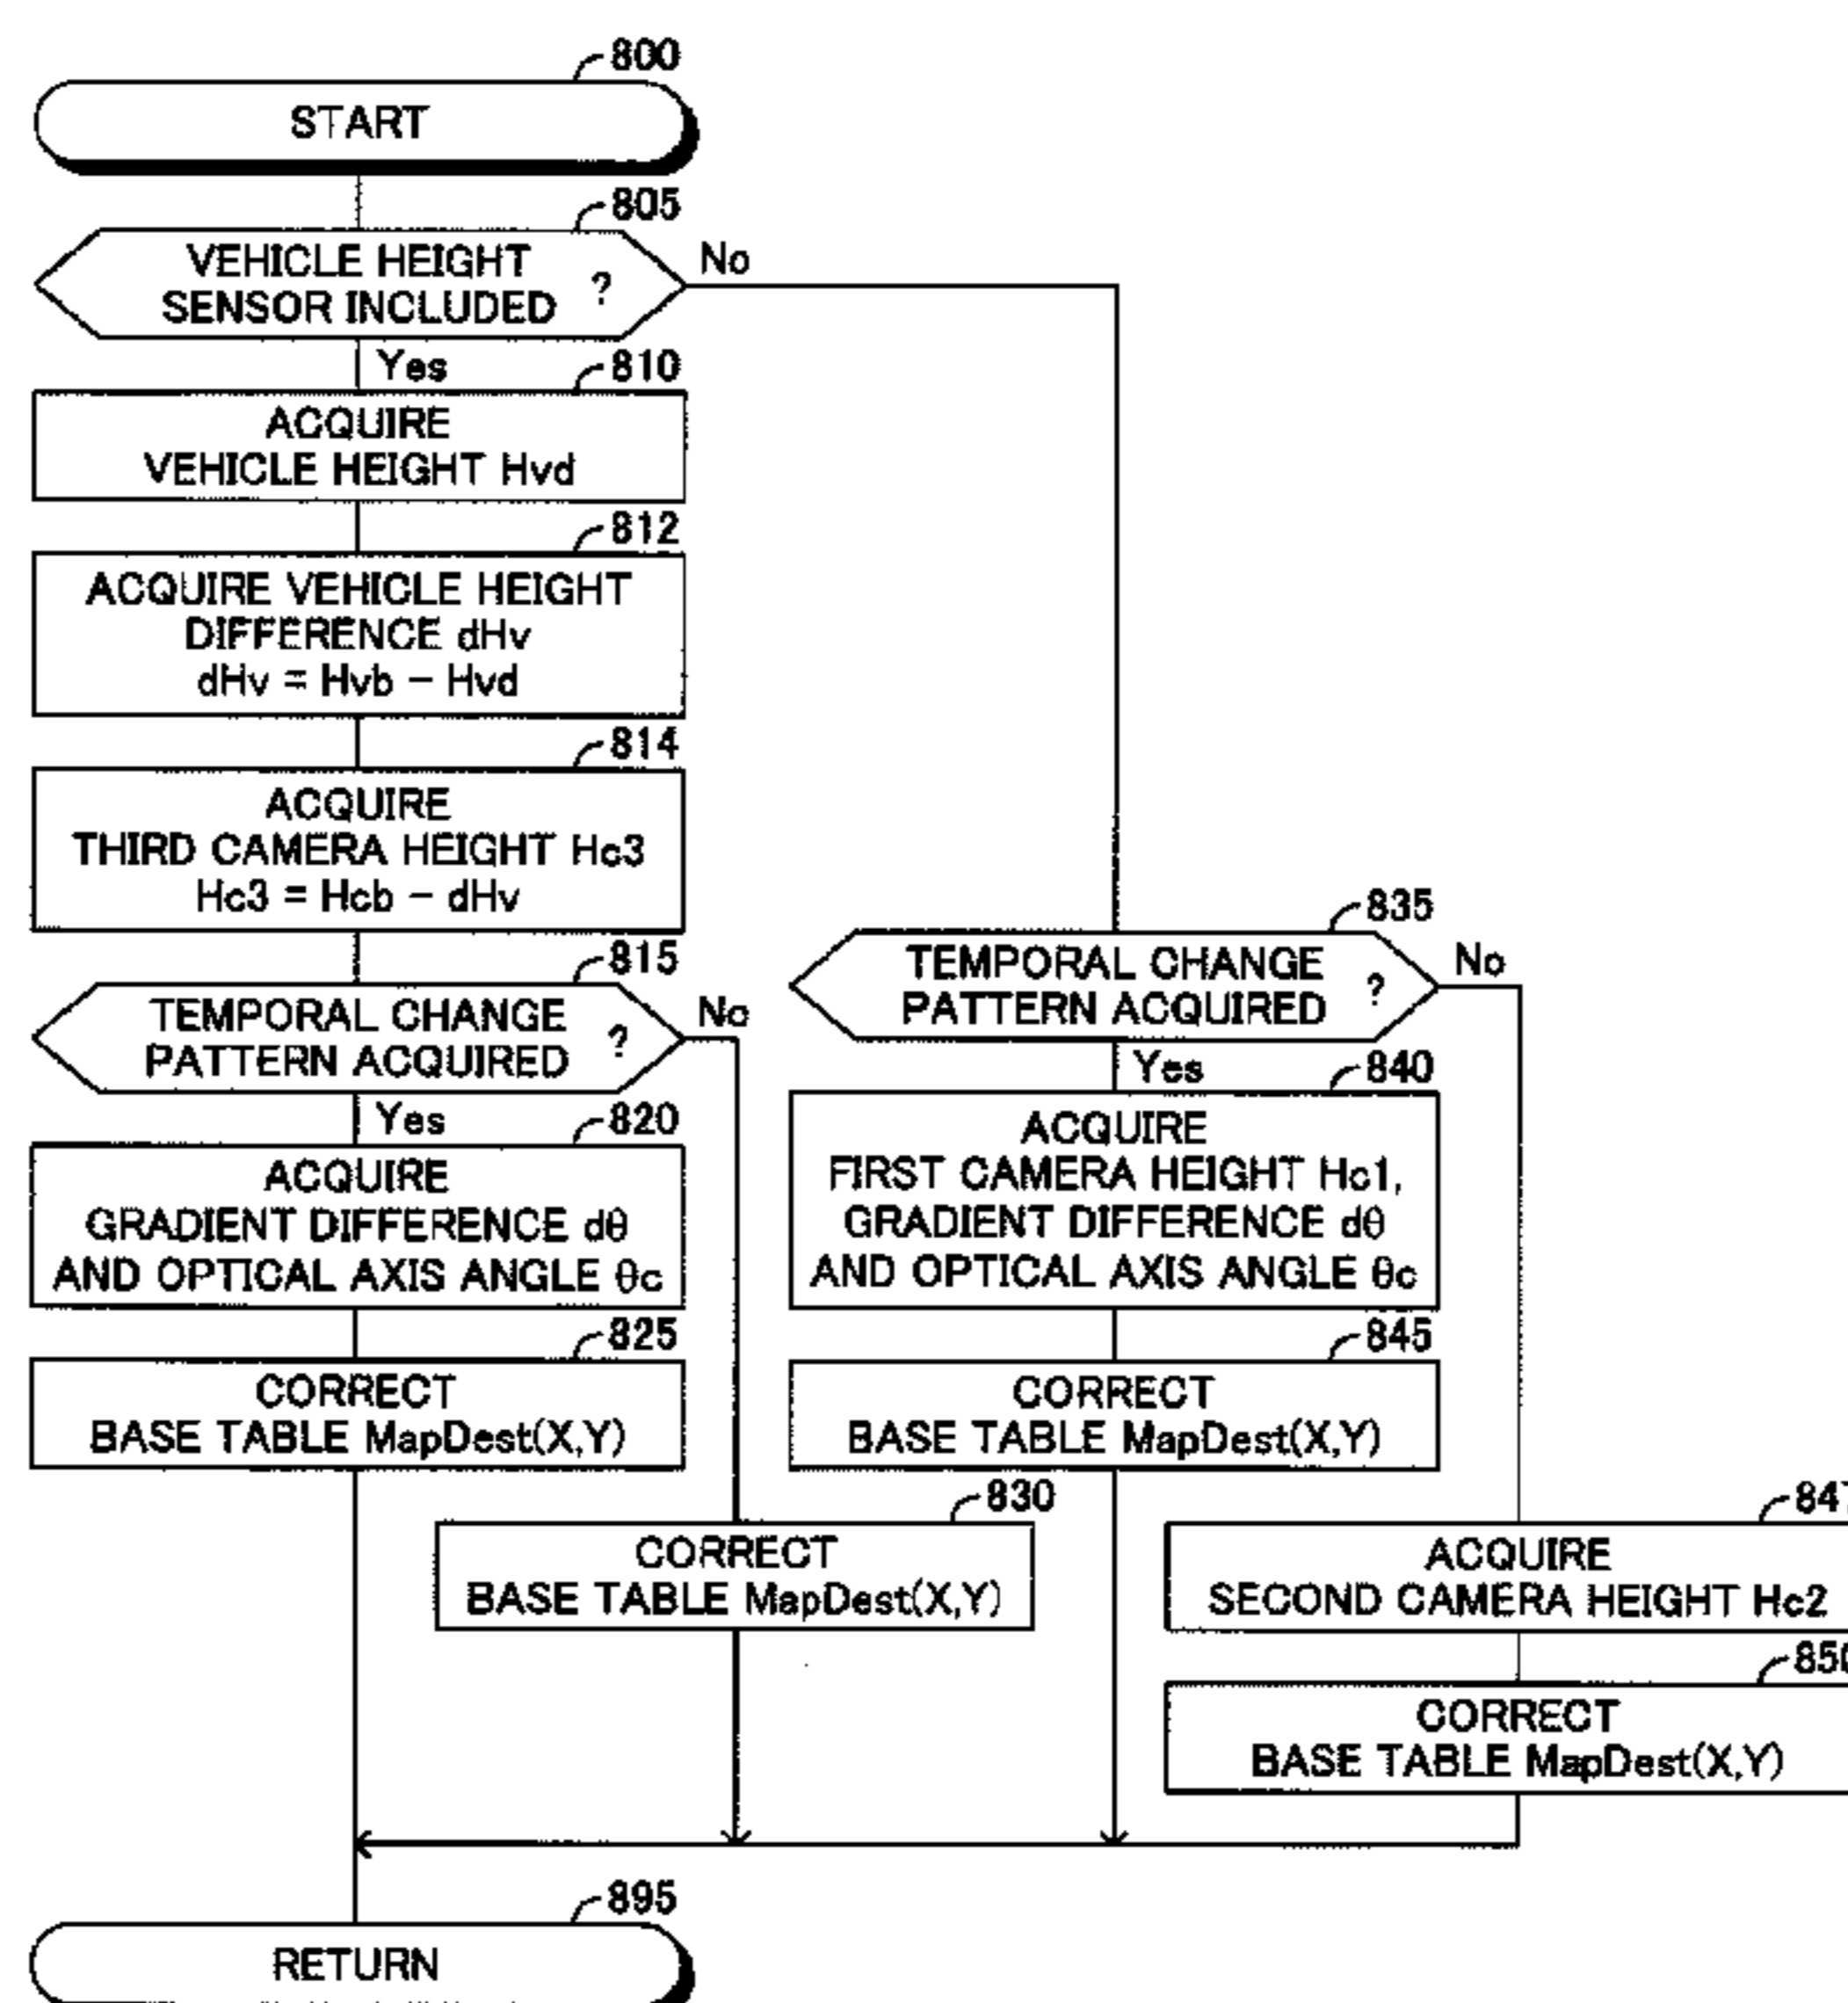 800
START
805
VEHICLE HEIGHT
SENSOR INCLUDED ?
No
Yes
810
ACQUIRE
VEHICLE HEIGHT Hvd
812
ACQUIRE VEHICLE HEIGHT
DIFFERENCE dHv
dHv = Hvb − Hvd
814
ACQUIRE
THIRD CAMERA HEIGHT Hc3
Hc3 = Hcb − dHv
815
TEMPORAL CHANGE
PATTERN ACQUIRED ?
No
Yes
820
ACQUIRE
GRADIENT DIFFERENCE dθ
AND OPTICAL AXIS ANGLE θc
825
CORRECT
BASE TABLE MapDest(X,Y)
830
CORRECT
BASE TABLE MapDest(X,Y)
835
TEMPORAL CHANGE
PATTERN ACQUIRED ?
No
Yes
840
ACQUIRE
FIRST CAMERA HEIGHT Hc1,
GRADIENT DIFFERENCE dθ
AND OPTICAL AXIS ANGLE θc
845
CORRECT
BASE TABLE MapDest(X,Y)
847
ACQUIRE
SECOND CAMERA HEIGHT Hc2
850
CORRECT
BASE TABLE MapDest(X,Y)
895
RETURN